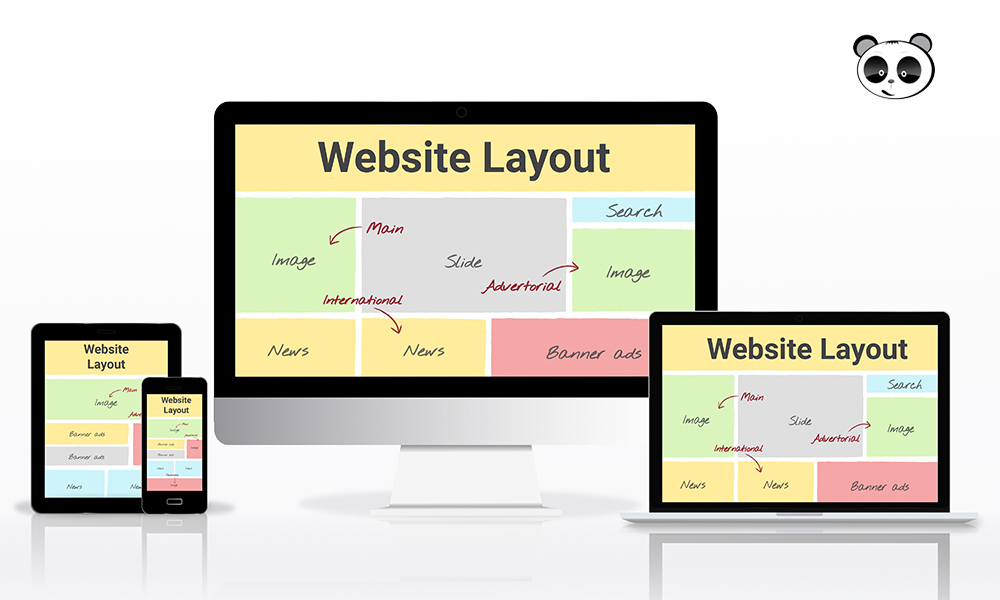 Website Layout
Main
Image
Slide
Search
Advertorial
Image
International
News
News
Banner ads
Website
Layout
Main
Image
Banner ads
Banner ads
News
Website
Layout
Website Layout
Main
Image
Slide
Search
Advertorial
Image
International
News
News
Banner ads